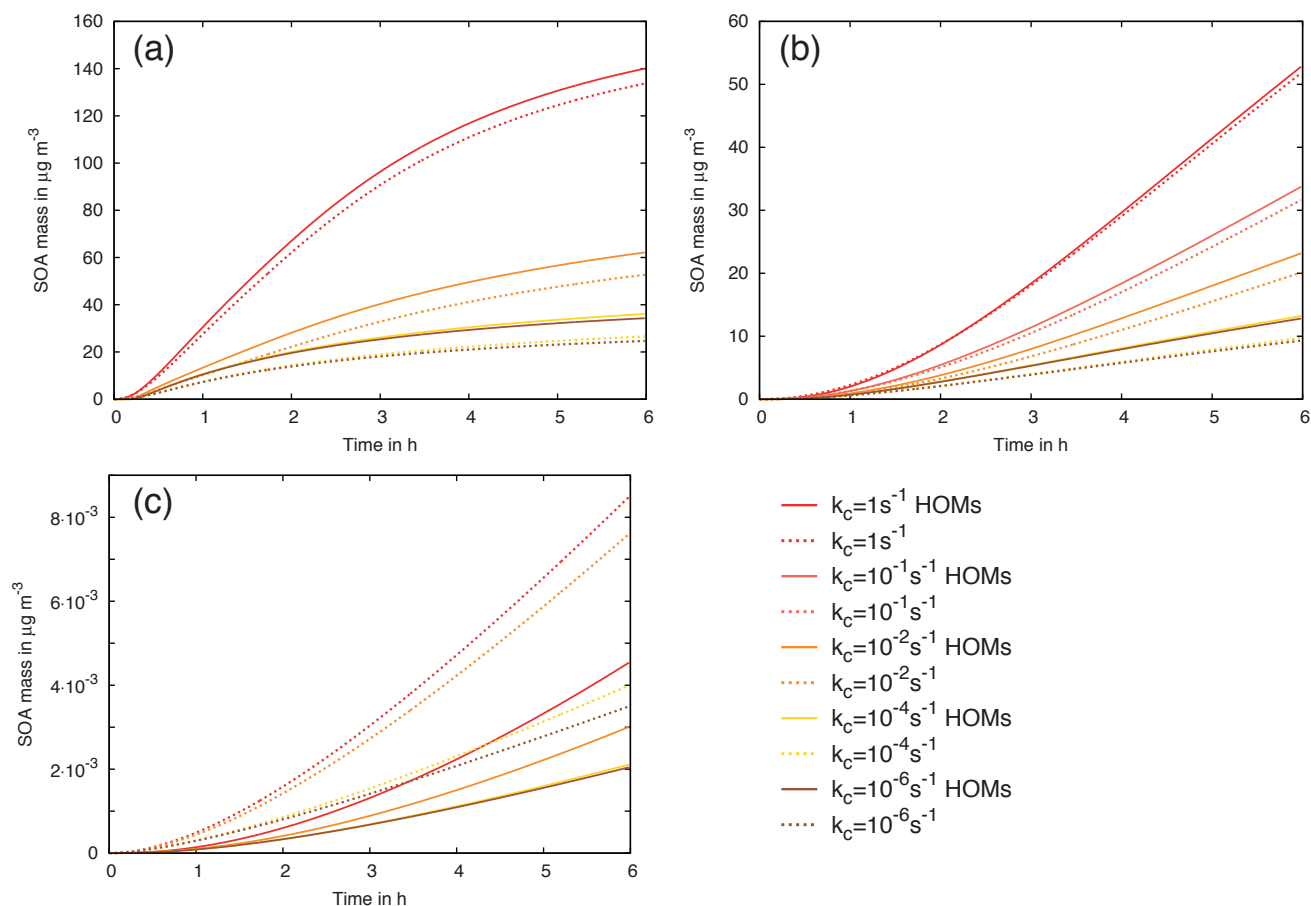 (a)
SOA mass in µg m-3
160
140
120
100
80
60
40
20
0
0 1 2 3 4 5 6
Time in h
(b)
SOA mass in µg m-3
60
50
40
30
20
10
0
0 1 2 3 4 5 6
Time in h
(c)
SOA mass in µg m-3
8·10-3
6·10-3
4·10-3
2·10-3
0
0 1 2 3 4 5 6
Time in h
kc=1s-1 HOMs
kc=1s-1
kc=10-1s-1 HOMs
kc=10-1s-1
kc=10-2s-1 HOMs
kc=10-2s-1
kc=10-4s-1 HOMs
kc=10-4s-1
kc=10-6s-1 HOMs
kc=10-6s-1